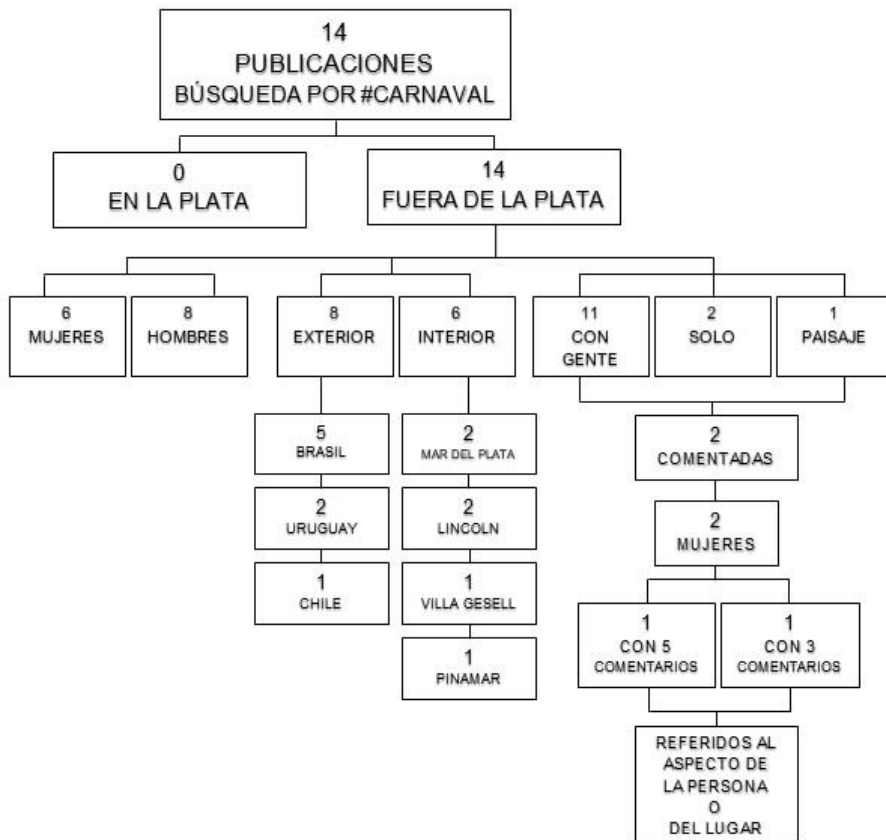 14
PUBLICACIONES
BÚSQUEDA POR #CARNAVAL
0
EN LA PLATA
14
FUERA DE LA PLATA
6
MUJERES
8
HOMBRES
8
EXTERIOR
6
INTERIOR
11
CON
GENTE
2
SOLO
1
PAISAJE
5
BRASIL
2
URUGUAY
1
CHILE
2
MAR DEL PLATA
2
LINCOLN
1
VILLA GESELL
1
PINAMAR
2
COMENTADAS
2
MUJERES
1
CON 5
COMENTARIOS
1
CON 3
COMENTARIOS
REFERIDOS AL
ASPECTO DE
LA PERSONA
O
DEL LUGAR